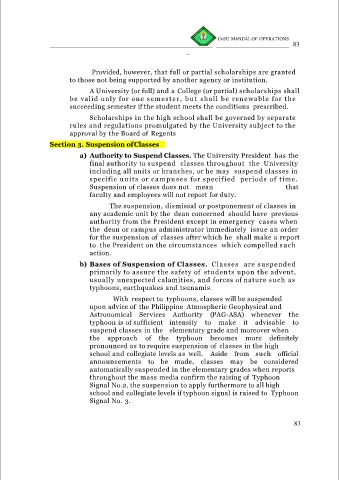 CvSU MANUAL OF OPERATIONS
83
Provided, however, that full or partial scholarships are granted
to those not being supported by another agency or institution.
A University (or full) and a College (or partial) scholarships shall
be valid only for one semester, but shall be renewable for the
succeeding semester if the student meets the conditions prescribed.
Scholarships in the high school shall be governed by separate
rules and regulations promulgated by the University subject to the
approval by the Board of Regents
Section 3. Suspension of Classes
a) Authority to Suspend Classes. The University President has the
final authority to suspend classes throughout the University
including all units or branches, or he may suspend classes in
specific units or campuses for specified periods of time.
Suspension of classes does not mean that
faculty and employees will not report for duty.
The suspension, dismissal or postponement of classes in
any academic unit by the dean concerned should have previous
authority from the President except in emergency cases when
the dean or campus administrator immediately issue an order
for the suspension of classes after which he shall make a report
to the President on the circumstances which compelled such
action.
b) Bases of Suspension of Classes. Classes are suspended
primarily to assure the safety of students upon the advent,
usually unexpected calamities, and forces of nature such as
typhoons, earthquakes and tsunamis.
With respect to typhoons, classes will be suspended
upon advice of the Philippine Atmospheric Geophysical and
Astronomical Services Authority (PAG-ASA) whenever the
typhoon is of sufficient intensity to make it advisable to
suspend classes in the elementary grade and moreover when
the approach of the typhoon becomes more definitely
pronounced as to require suspension of classes in the high
school and collegiate levels as well. Aside from such official
announcements to be made, classes may be considered
automatically suspended in the elementary grades when reports
throughout the mass media confirm the raising of Typhoon
Signal No.2, the suspension to apply furthermore to all high
school and collegiate levels if typhoon signal is raised to Typhoon
Signal No. 3.
83